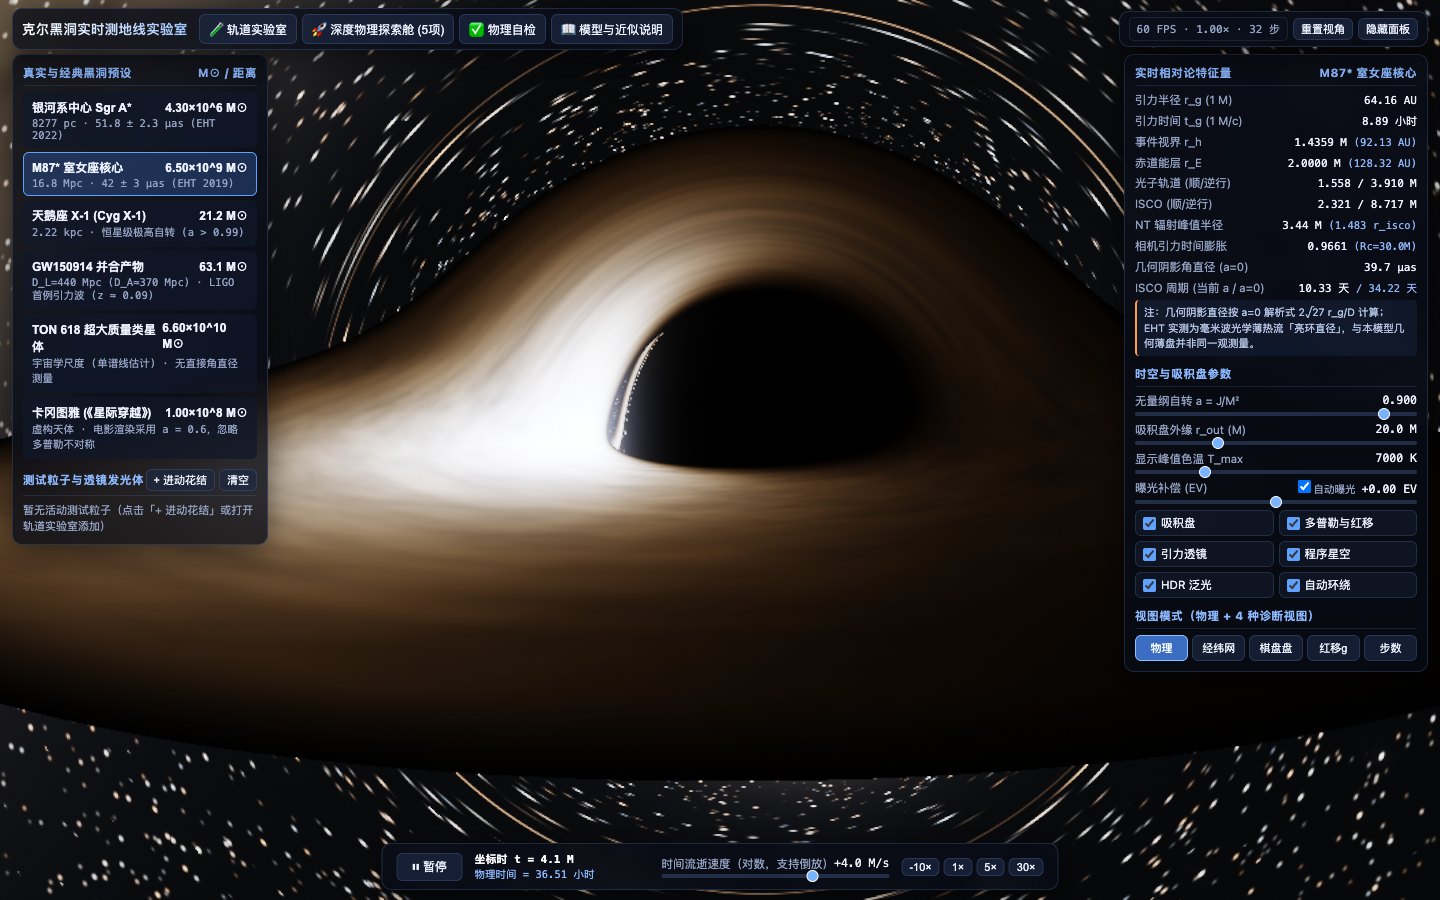 克尔黑洞实时测地线实验室
🧪 轨道实验室
🚀 深度物理探索舱 (5项)
✅ 物理自检
📖 模型与近似说明
60 FPS · 1.00× · 32 步
重置视角
隐藏面板
真实与经典黑洞预设 M⊙ / 距离
银河系中心 Sgr A* 4.30×10^6 M⊙
8277 pc · 51.8 ± 2.3 μas (EHT
2022)
M87* 室女座核心 6.50×10^9 M⊙
16.8 Mpc · 42 ± 3 μas (EHT 2019)
天鹅座 X-1 (Cyg X-1) 21.2 M⊙
2.22 kpc · 恒星级极高自转 (a > 0.99)
GW150914 并合产物 63.1 M⊙
D_L=440 Mpc (D_A≈370 Mpc) · LIGO
首例引力波 (z ≈ 0.09)
TON 618 超大质量类星 6.60×10^10
体 M⊙
宇宙学尺度 (单谱线估计) · 无直接角直径
测量
卡冈图雅 (《星际穿越》) 1.00×10^8 M⊙
虚构天体 · 电影渲染采用 a = 0.6，忽略
多普勒不对称
测试粒子与透镜发光体 + 进动花结 清空
暂无活动测试粒子（点击「+ 进动花结」或打开
轨道实验室添加）
实时相对论特征量 M87* 室女座核心
引力半径 r_g (1 M) 64.16 AU
引力时间 t_g (1 M/c) 8.89 小时
事件视界 r_h 1.4359 M (92.13 AU)
赤道能层 r_E 2.0000 M (128.32 AU)
光子轨道 (顺/逆行) 1.558 / 3.910 M
ISCO (顺/逆行) 2.321 / 8.717 M
NT 辐射峰值半径 3.44 M (1.483 r_isco)
相机引力时间膨胀 0.9661 (Rc=30.0M)
几何阴影角直径 (a=0) 39.7 μas
ISCO 周期 (当前 a / a=0) 10.33 天 / 34.22 天
注：几何阴影直径按 a=0 解析式 2√27 r_g/D 计算；
EHT 实测为毫米波光学薄热流「亮环直径」，与本模型几
何薄盘并非同一观测量。
时空与吸积盘参数
无量纲自转 a = J/M² 0.900
吸积盘外缘 r_out (M) 20.0 M
显示峰值色温 T_max 7000 K
曝光补偿 (EV) 自动曝光 +0.00 EV
吸积盘 多普勒与红移
引力透镜 程序星空
HDR 泛光 自动环绕
视图模式（物理 + 4 种诊断视图）
物理 经纬网 棋盘盘 红移g 步数
⏸ 暂停
坐标时 t = 4.1 M
物理时间 = 36.51 小时
时间流逝速度（对数，支持倒放） +4.0 M/s
-10× 1× 5× 30×